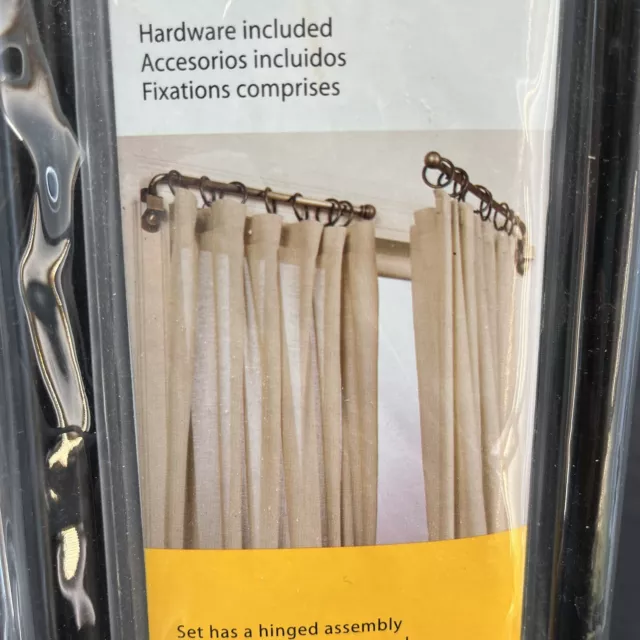 Hardware included
Accesorios incluidos
Fixations comprises
Set has a hinged assembly